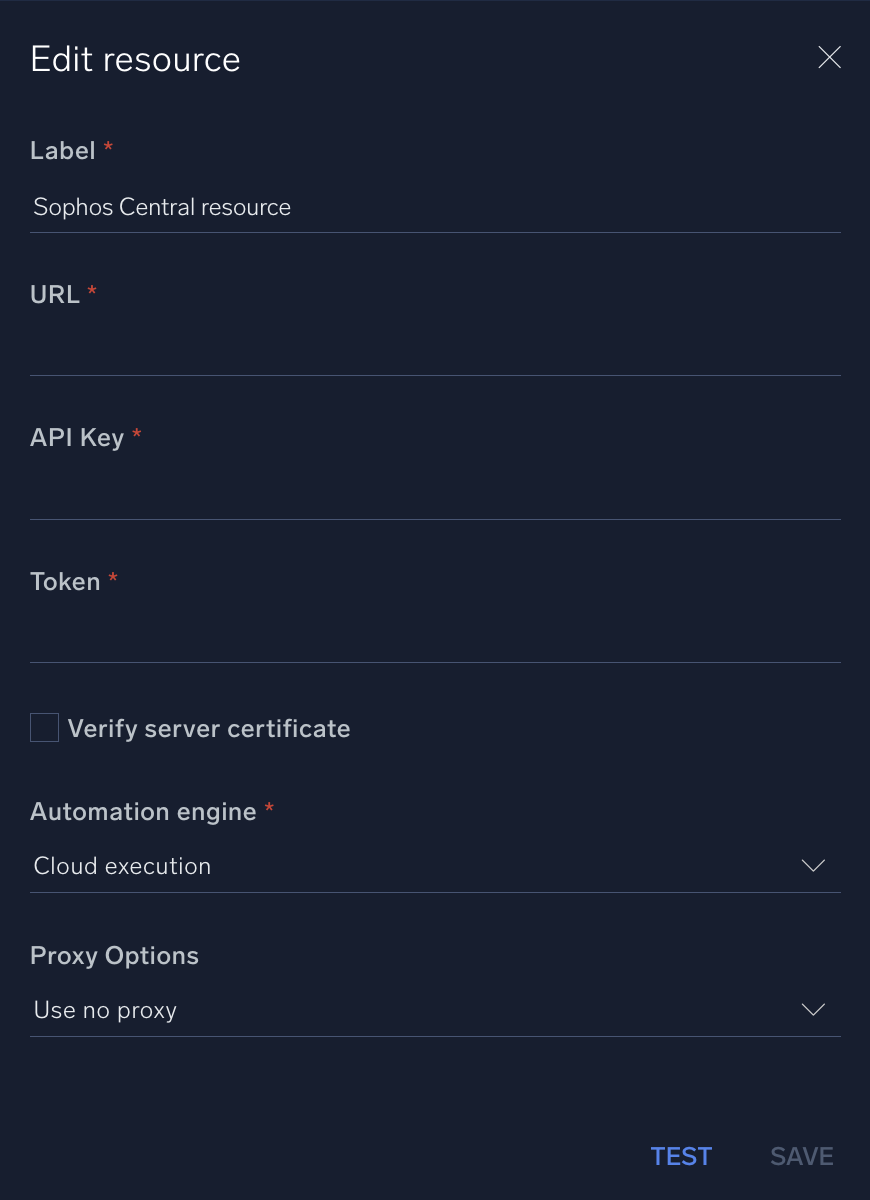 Edit resource
Label *
Sophos Central resource
URL *
API Key *
Token *
Verify server certificate
Automation engine *
Cloud execution
Proxy Options
Use no proxy
TEST SAVE